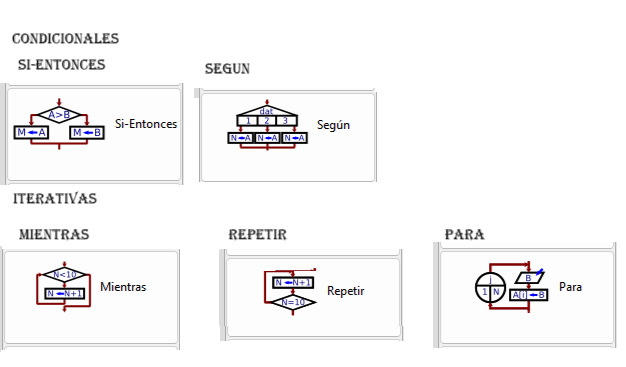 CONDICIONALES
SI-ENTONCES
SEGUN
A>B
M←A
M←B
Si-Entonces
dat
1 2 3
N←A N←A N←A
Según
ITERATIVAS
MIENTRAS
REPETIR
PARA
N<10
N←N+1
Mientras
N←N+1
N=10
Repetir
I
1 N
B
A[i]←B
Para